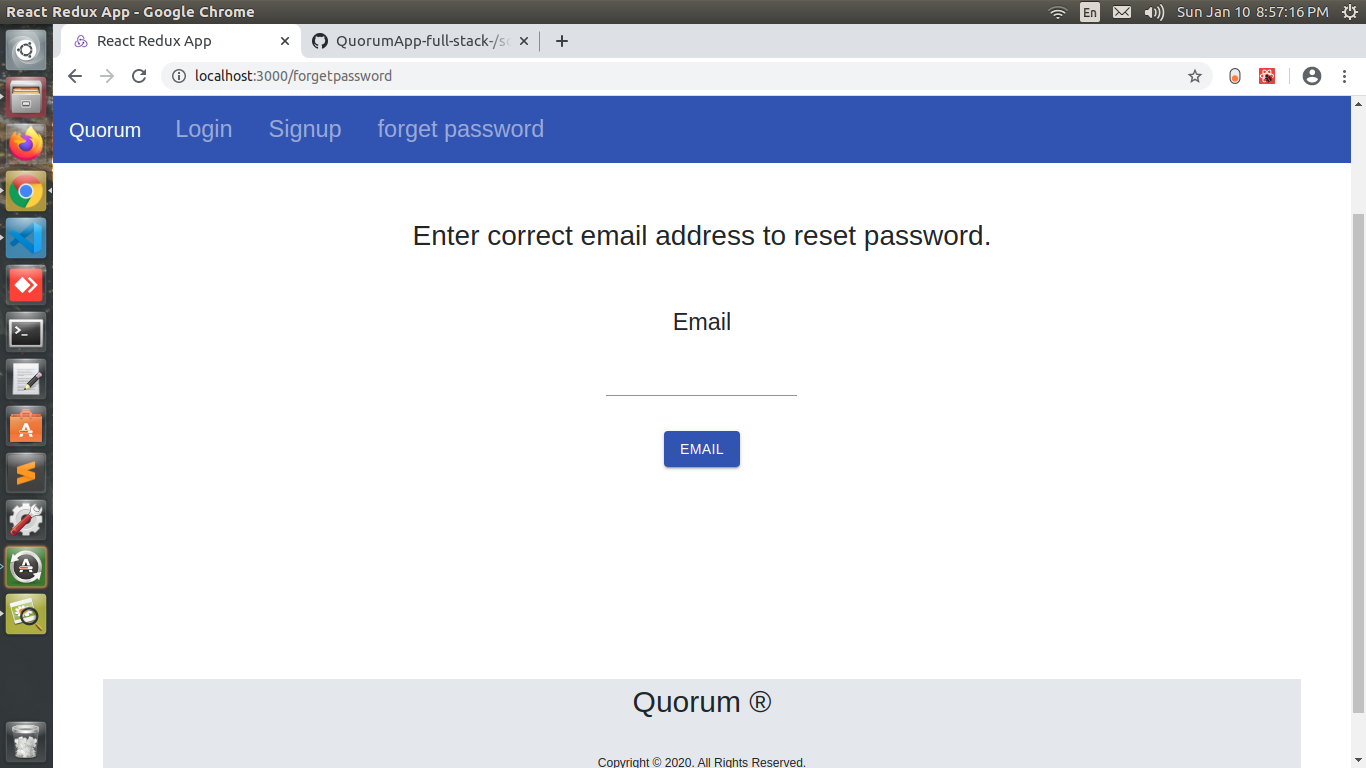 React Redux App - Google Chrome
En
Sun Jan 10 8:57:16 PM
React Redux App
QuorumApp-full-stack-/sc
localhost:3000/forgetpassword
Quorum Login Signup forget password
Enter correct email address to reset password.
Email
EMAIL
Quorum ®
Copyright © 2020. All Rights Reserved.